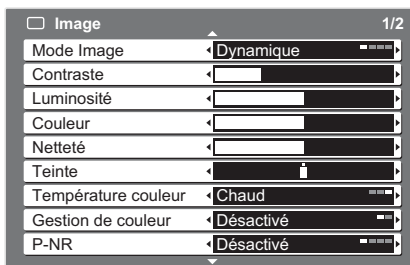 Image 1/2
Mode Image Dynamique
Contraste
Luminosité
Couleur
Netteté
Teinte
Température couleur Chaud
Gestion de couleur Désactivé
P-NR Désactivé